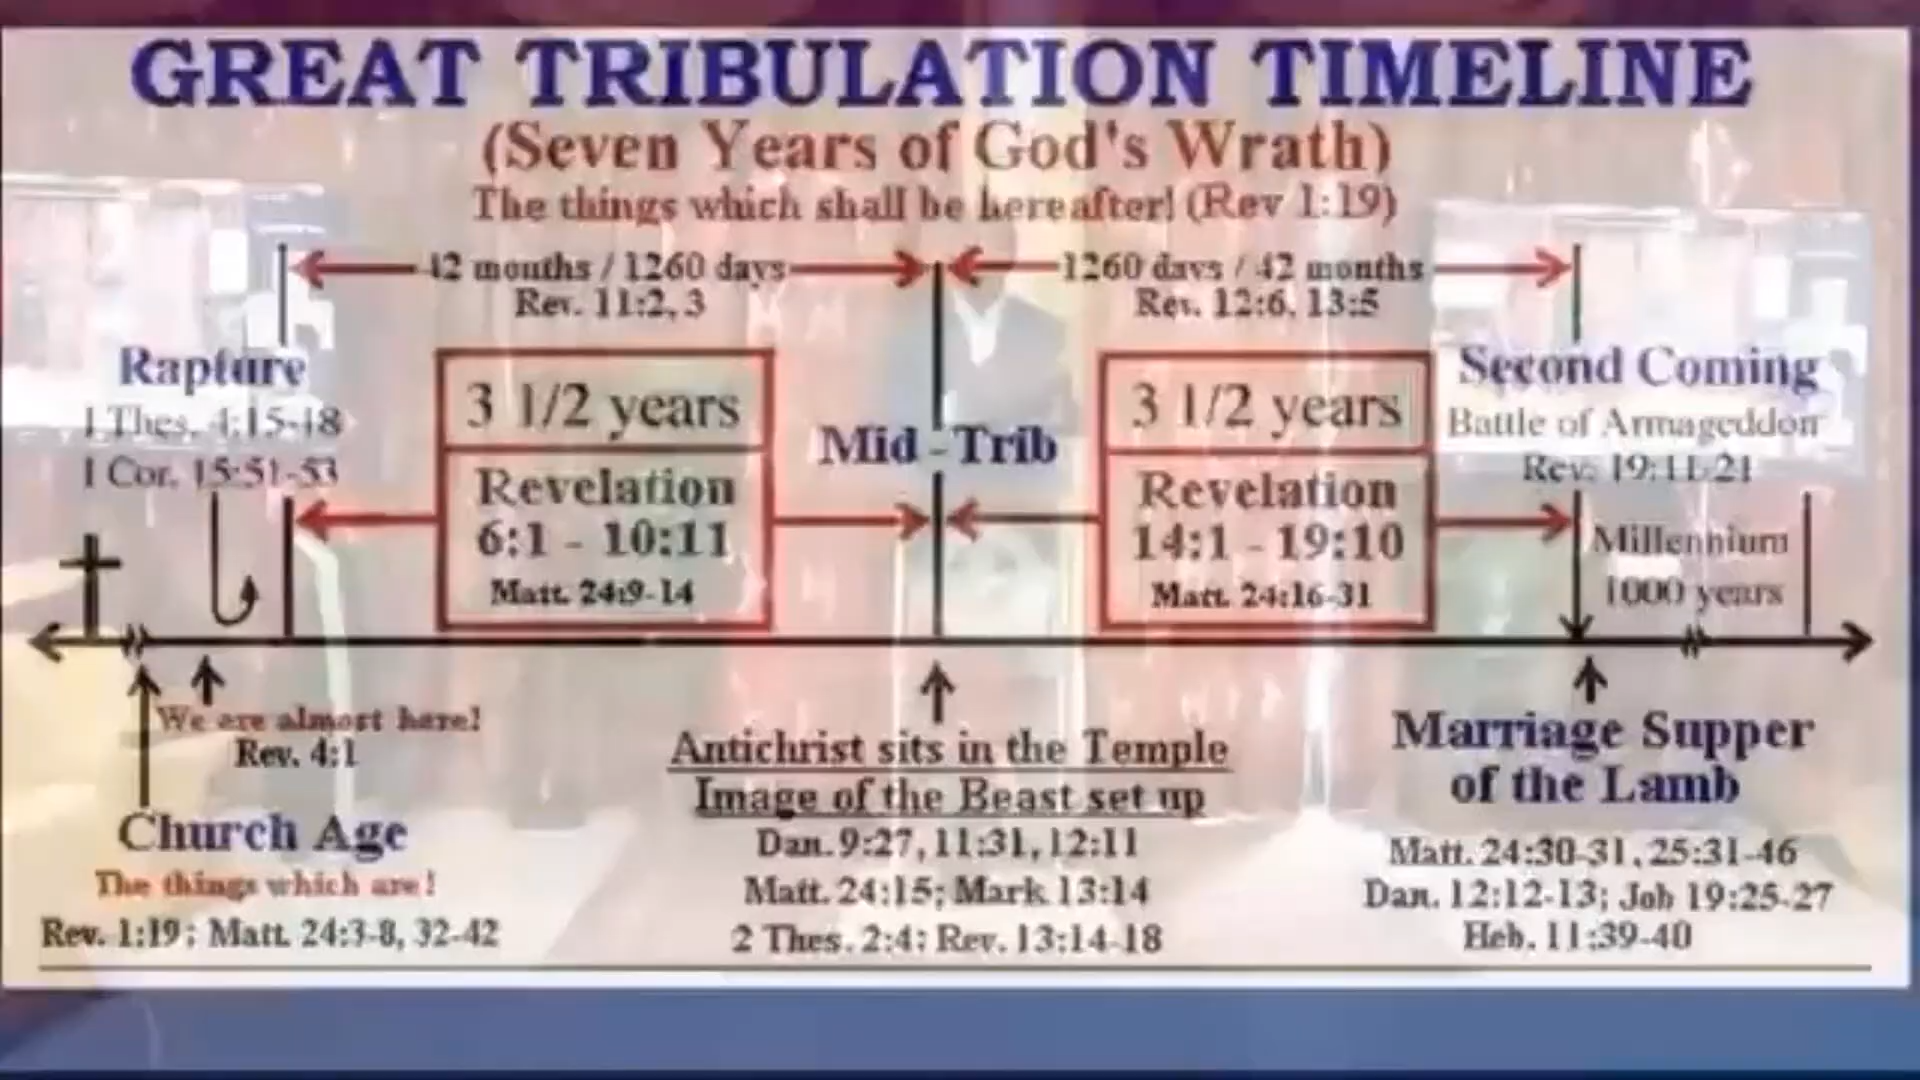 GREAT TRIBULATION TIMELINE
(Seven Years of God's Wrath)
The things which shall be hereafter! (Rev 1:19)
42 months / 1260 days
Rev. 11:2, 3
1260 days / 42 months
Rev. 12:6, 13:5
Rapture
I Thes. 4:15-18
I Cor. 15:51-53
3 1/2 years
Revelation
6:1 - 10:11
Matt. 24:9-14
Mid - Trib
3 1/2 years
Revelation
14:1 - 19:10
Matt. 24:16-31
Second Coming
Battle of Armageddon
Rev. 19:11-21
Millennium
1000 years
We are almost here!
Rev. 4:1
Church Age
The things which are!
Rev. 1:19; Matt. 24:3-8, 32-42
Antichrist sits in the Temple
Image of the Beast set up
Dan. 9:27, 11:31, 12:11
Matt. 24:15; Mark 13:14
2 Thes. 2:4; Rev. 13:14-18
Marriage Supper
of the Lamb
Matt. 24:30-31, 25:31-46
Dan. 12:12-13; Job 19:25-27
Heb. 11:39-40